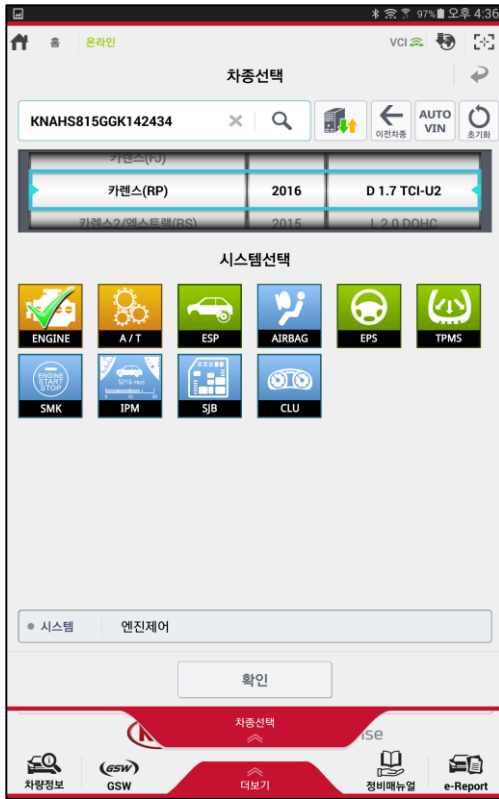 97% 오후 4:36
홈 온라인 VCI
차종선택
KNAHS815GGK142434 이전차종 AUTO VIN 초기화
카렌스(FJ)
카렌스(RP) 2016 D 1.7 TCI-U2
카렌스2/엑스트렉(RS) 2015 L 2.0 DOHC
시스템선택
ENGINE A/T ESP AIRBAG EPS TPMS
ENGINE START STOP
SMK IPM SJB CLU
시스템 엔진제어
확인
차종선택
차량정보 GSW 더보기 정비매뉴얼 e-Report